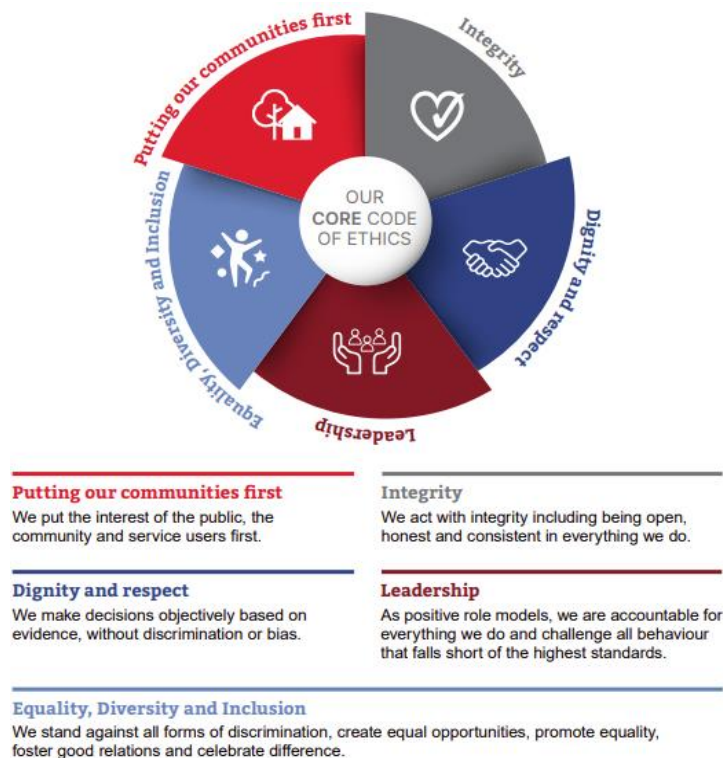 Putting our communities first
Integrity
Dignity and respect
Leadership
Equality, Diversity and Inclusion
OUR
CORE CODE
OF ETHICS
Putting our communities first
We put the interest of the public, the
community and service users first.
Integrity
We act with integrity including being open,
honest and consistent in everything we do.
Dignity and respect
We make decisions objectively based on
evidence, without discrimination or bias.
Leadership
As positive role models, we are accountable for
everything we do and challenge all behaviour
that falls short of the highest standards.
Equality, Diversity and Inclusion
We stand against all forms of discrimination, create equal opportunities, promote equality,
foster good relations and celebrate difference.